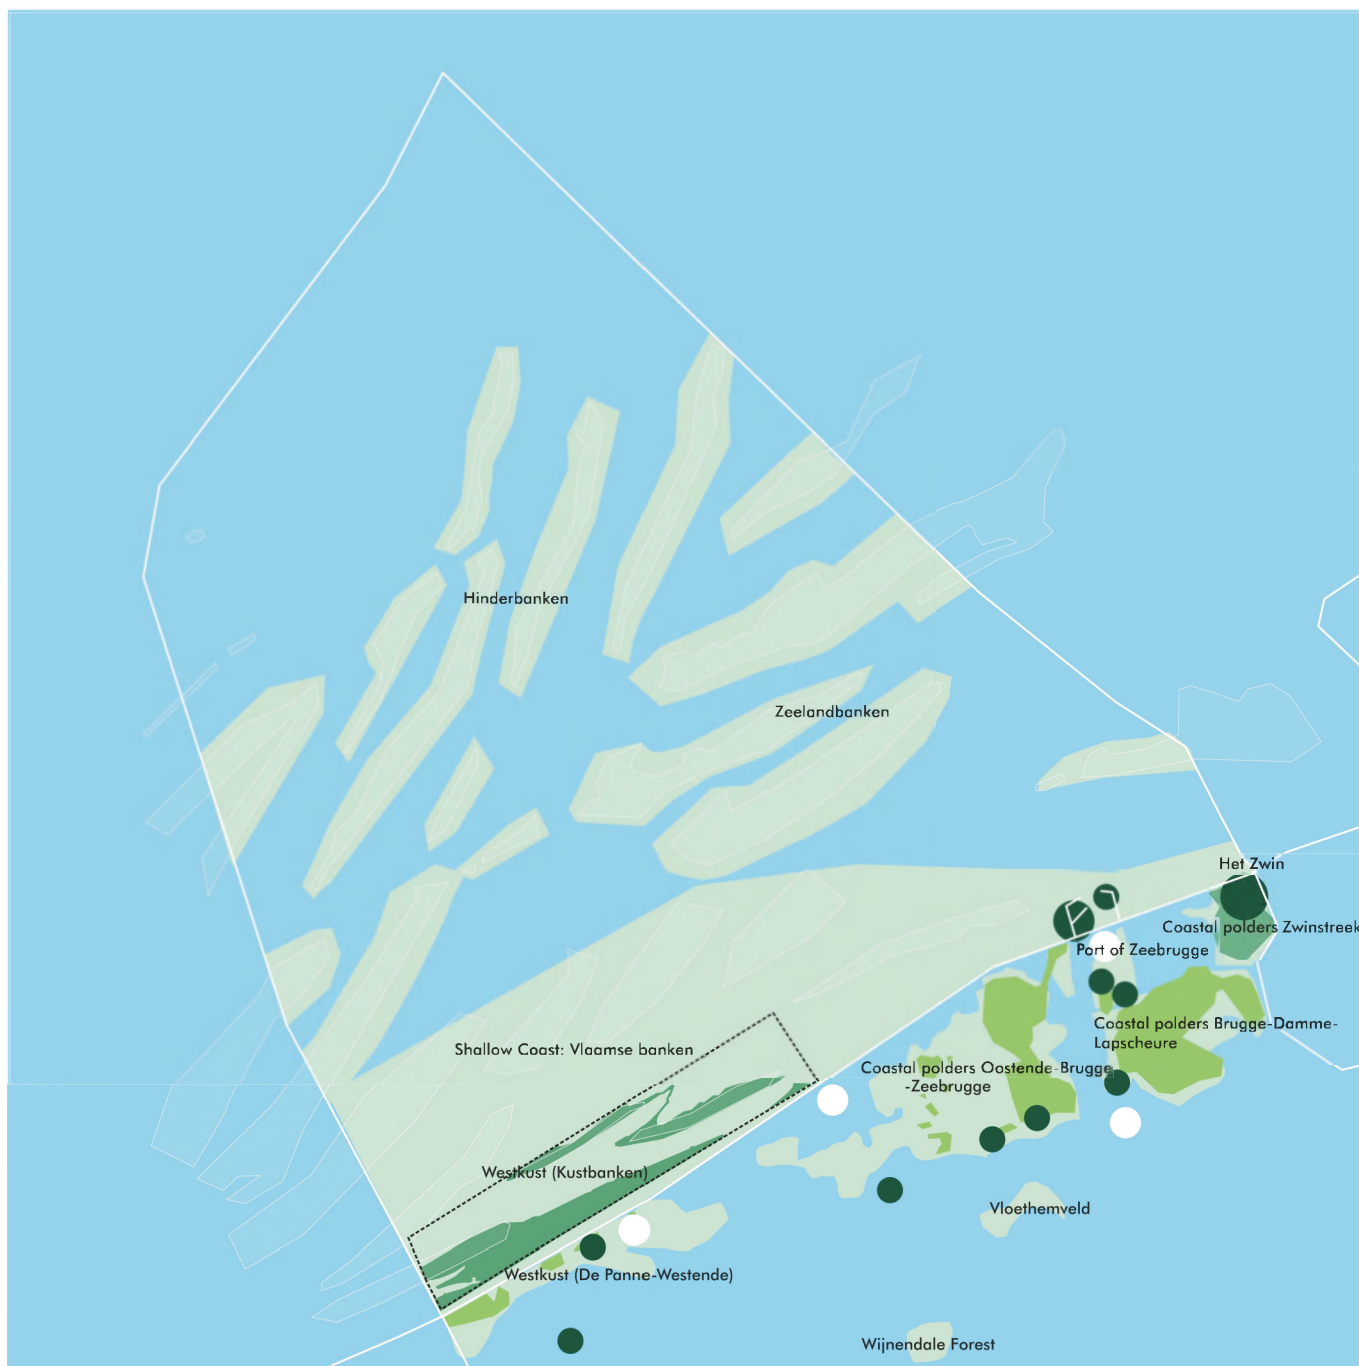 Hinderbanken
Zeelandbanken
Het Zwin
Coastal polders Zwinstreek
Port of Zeebrugge
Coastal polders Brugge-Damme-
Lapscheure
Shallow Coast: Vlaamse banken
Coastal polders Oostende-Brugge
-Zeebrugge
Westkust (Kustbanken)
Vloethemveld
Westkust (De Panne-Westende)
Wijnendale Forest